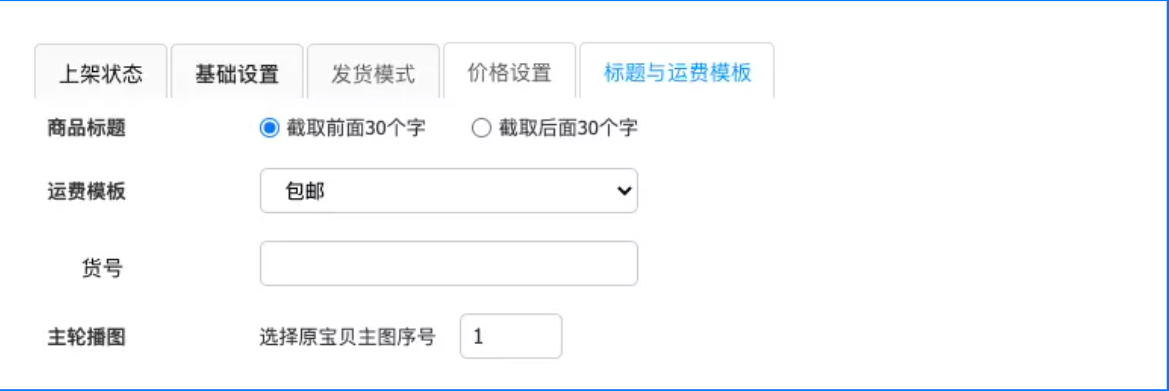 上架状态 基础设置 发货模式 价格设置 标题与运费模板
商品标题 截取前面30个字 截取后面30个字
运费模板 包邮
货号
主轮播图 选择原宝贝主图序号 1